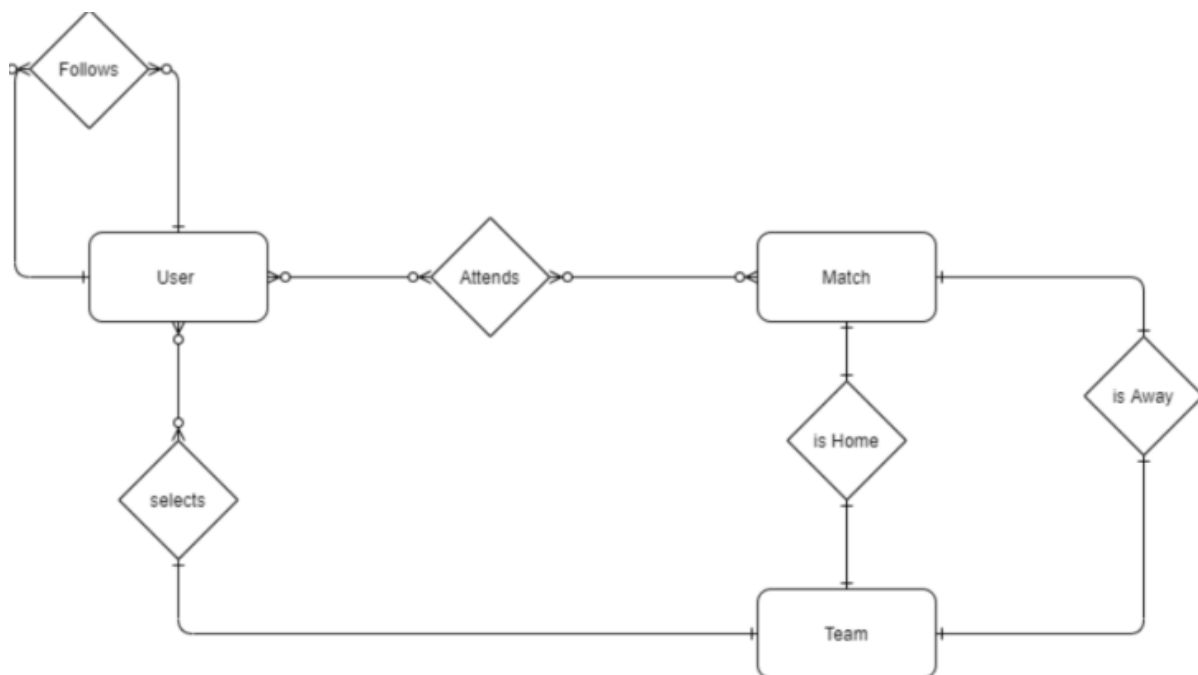 Follows
User
Attends
Match
is Away
is Home
selects
Team